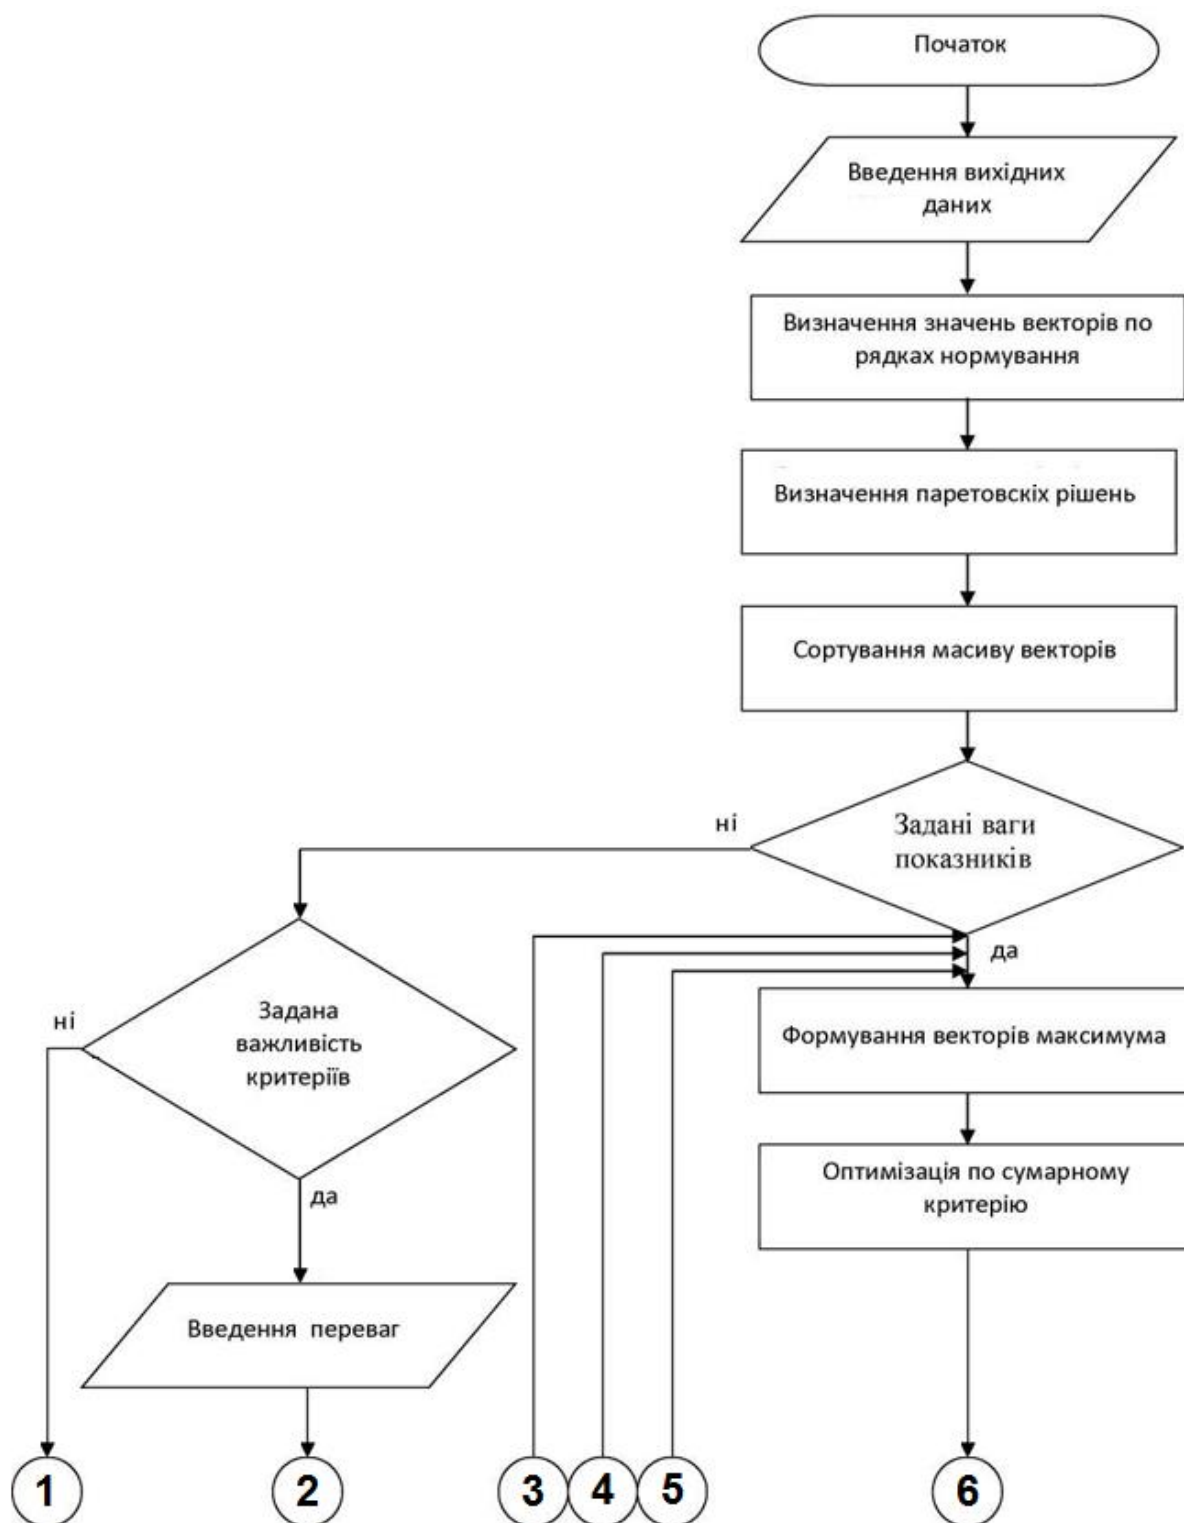 Початок
Введення вихідних
даних
Визначення значень векторів по
рядках нормування
Визначення паретовскіх рішень
Сортування масиву векторів
ні
Задані ваги
показників
да
ні
Задана
важливість
критеріїв
Формування векторів максимума
Оптимізація по сумарному
критерію
да
Введення переваг
1
2
3
4
5
6